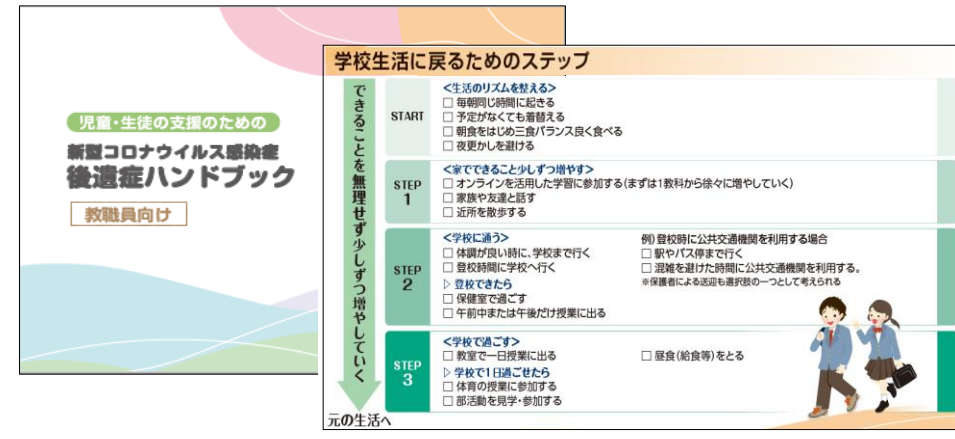 児童・生徒の支援のための
新型コロナウイルス感染症
後遺症ハンドブック
教職員向け
学校生活に戻るためのステップ
できることを無理せず少しずつ増やしていく
元の生活へ
START
<生活のリズムを整える>
□ 毎朝同じ時間に起きる
□ 予定がなくても着替える
□ 朝食をはじめ三食バランス良く食べる
□ 夜更かしを避ける
STEP
1
<家でできること少しずつ増やす>
□ オンラインを活用した学習に参加する(まずは1教科から徐々に増やしていく)
□ 家族や友達と話す
□ 近所を散歩する
STEP
2
<学校に通う>
□ 体調が良い時に、学校まで行く
□ 登校時間に学校へ行く
▷ 登校できたら
□ 保健室で過ごす
□ 午前中または午後だけ授業に出る
例) 登校時に公共交通機関を利用する場合
□ 駅やバス停まで行く
□ 混雑を避けた時間に公共交通機関を利用する。
※保護者による送迎も選択肢の一つとして考えられる
STEP
3
<学校で過ごす>
□ 教室で一日授業に出る
▷ 学校で1日過ごせたら
□ 体育の授業に参加する
□ 部活動を見学・参加する
□ 昼食(給食等)をとる